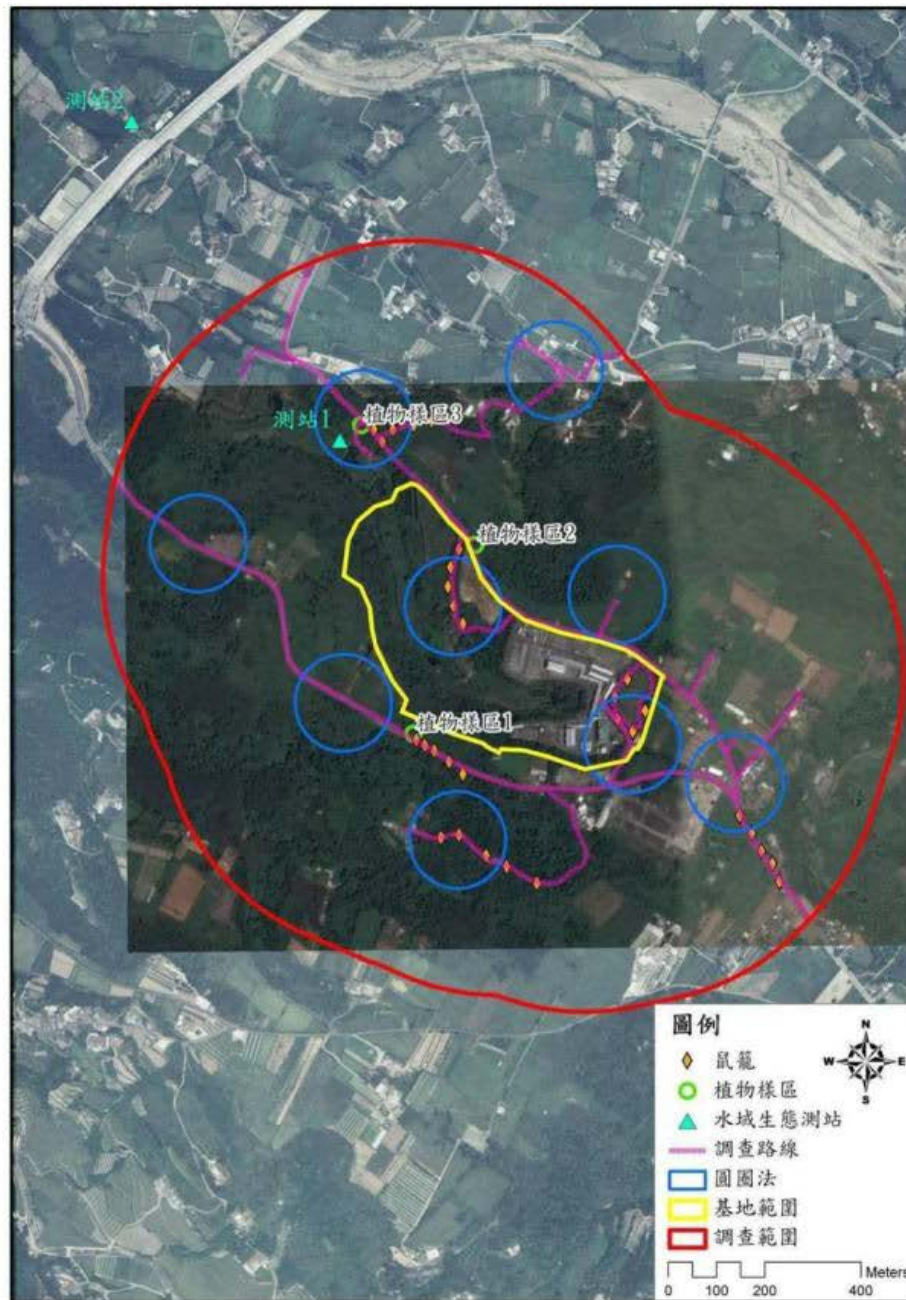 測站2
植物樣區3
測站1
植物樣區2
植物樣區1
圖例
鼠籠
植物樣區
水域生態測站
調查路線
圓圈法
基地範圍
調查範圍
N
W
E
S
Meters
0 100 200 400